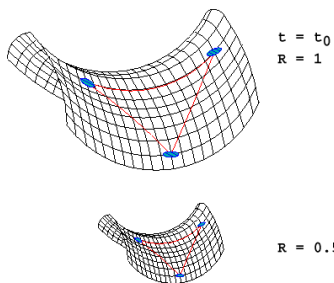 t = t0
R = 1
R = 0.5